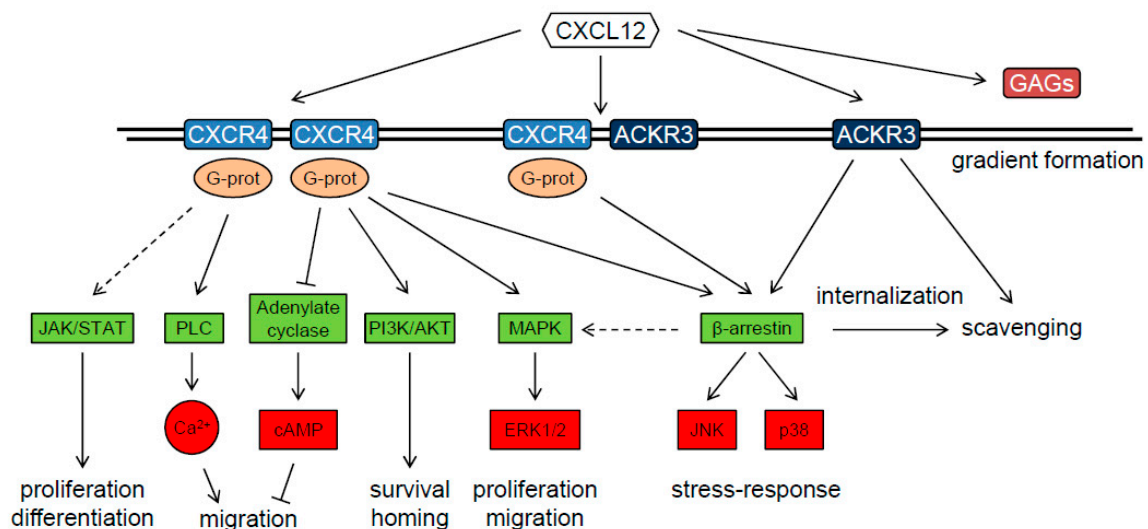 CXCL12
GAGs
CXCR4 CXCR4 CXCR4 ACKR3 ACKR3
gradient formation
G-prot G-prot G-prot
internalization
JAK/STAT PLC Adenylate cyclase PI3K/AKT MAPK β-arrestin scavenging
Ca²⁺ cAMP ERK1/2 JNK p38
proliferation
differentiation
migration
survival
homing
proliferation
migration
stress-response